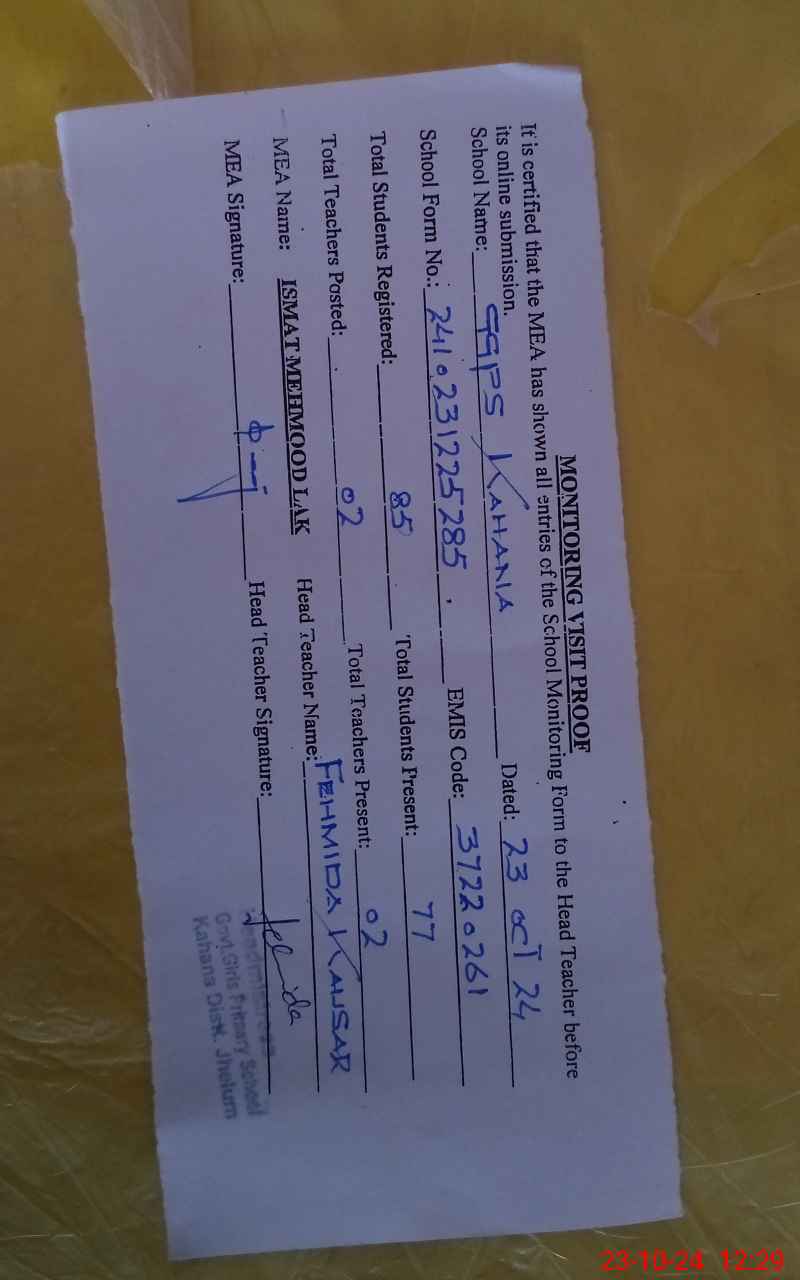 MONITORING VISIT PROOF
It is certified that the MEA has shown all entries of the School Monitoring Form to the Head Teacher before
its online submission.
School Name: GGPS KAHANA Dated: 23 OCT 24
School Form No.: 241023122 5285 EMIS Code: 37220261
Total Students Registered: 85 Total Students Present: 77
Total Teachers Posted: 02 Total Teachers Present: 02
MEA Name: ISMAT MEHMOOD LAK Head Teacher Name: FEHMIDA KAUSAR
MEA Signature: Head Teacher Signature: Fehmida
Headmistress
Govt. Girls Primary School
Kahana Distt. Jhelum
23-10-24 12:29